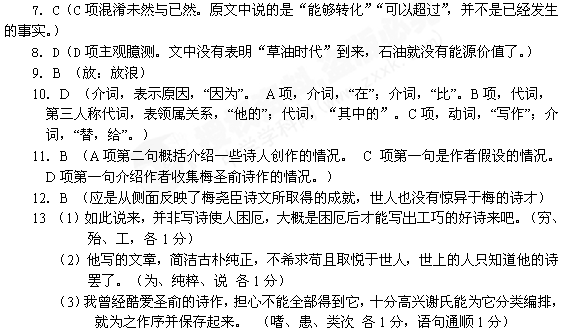 7. C（C项混淆未然与已然。原文中说的是“能够转化”“可以超过”，并不是已经发生
的事实。）
8. D（D项主观臆测。文中没有表明“草油时代”到来，石油就没有能源价值了。）
9. B （放：放浪）
10. D （介词，表示原因，“因为”。 A项，介词，“在”；介词，“比”。B项，代词，
第三人称代词，表领属关系，“他的”；代词，“其中的”。C项，动词，“写作”；介
词，“替，给”。）
11. B （A项第二句概括介绍一些诗人创作的情况。 C 项第一句是作者假设的情况。
D项第一句介绍作者收集梅圣俞诗作的情况。）
12. B （应是从侧面反映了梅尧臣诗文所取得的成就，世人也没有惊异于梅的诗才）
13 （1）如此说来，并非写诗使人困厄，大概是困厄后才能写出工巧的好诗来吧。（穷、
殆、工，各1分）
（2）他写的文章，简洁古朴纯正，不希求苟且取悦于世人，世上的人只知道他的诗
罢了。（为、纯粹、说 各1分）
（3）我曾经酷爱圣俞的诗作，担心不能全部得到它，十分高兴谢氏能为它分类编排，
就为之作序并保存起来。 （嗜、患、类次 各1分，语句通顺1分）